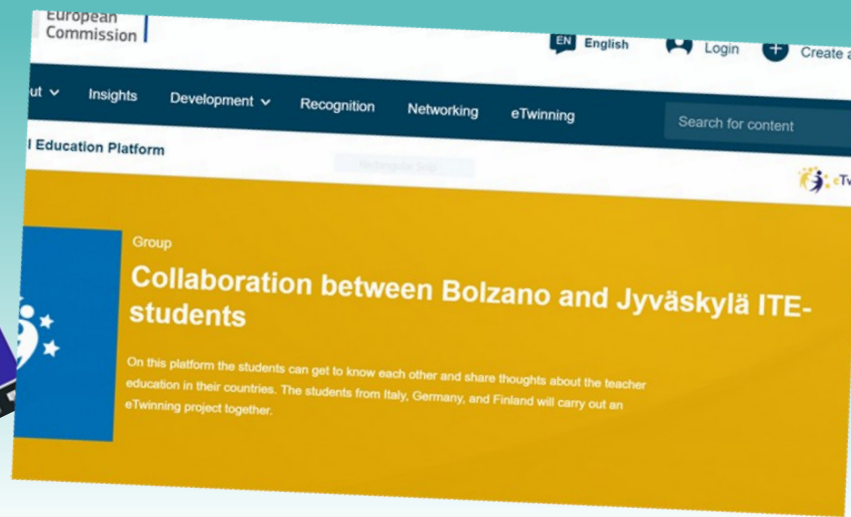 European
Commission
EN English
Login
+ Create a
ut
Insights
Development
Recognition
Networking
eTwinning
Search for content
l Education Platform
Rectangular Snip
eTw
Group
Collaboration between Bolzano and Jyväskylä ITE-
students
On this platform the students can get to know each other and share thoughts about the teacher
education in their countries. The students from Italy, Germany, and Finland will carry out an
eTwinning project together.